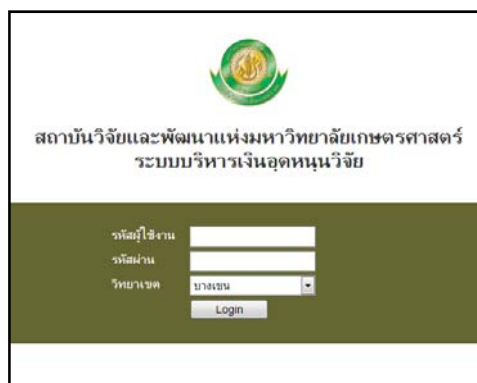 สถาบันวิจัยและพัฒนาแห่งมหาวิทยาลัยเกษตรศาสตร์
ระบบบริหารเงินอุดหนุนวิจัย
รหัสผู้ใช้งาน
รหัสผ่าน
วิทยาเขต บางเขน
Login